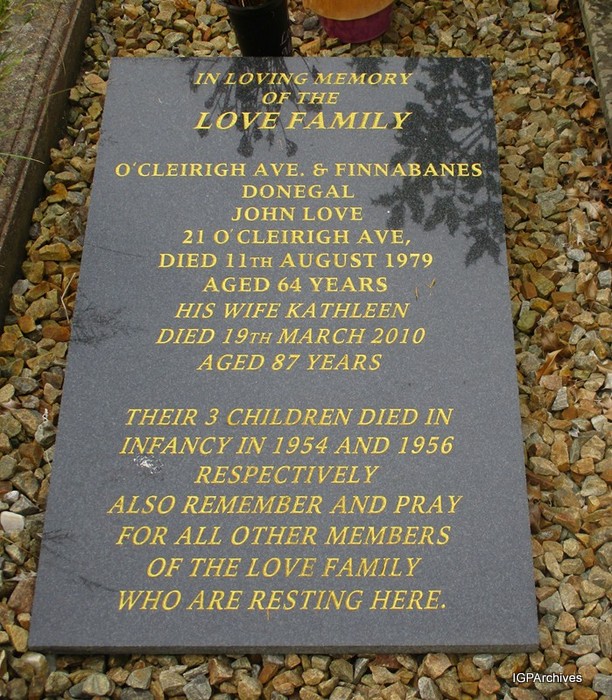 IN LOVING MEMORY
OF THE
LOVE FAMILY
O'CLEIRIGH AVE. & FINNABANES
DONEGAL
JOHN LOVE
21 O'CLEIRIGH AVE,
DIED 11TH AUGUST 1979
AGED 64 YEARS
HIS WIFE KATHLEEN
DIED 19TH MARCH 2010
AGED 87 YEARS
THEIR 3 CHILDREN DIED IN
INFANCY IN 1954 AND 1956
RESPECTIVELY
ALSO REMEMBER AND PRAY
FOR ALL OTHER MEMBERS
OF THE LOVE FAMILY
WHO ARE RESTING HERE.
IGPArchives